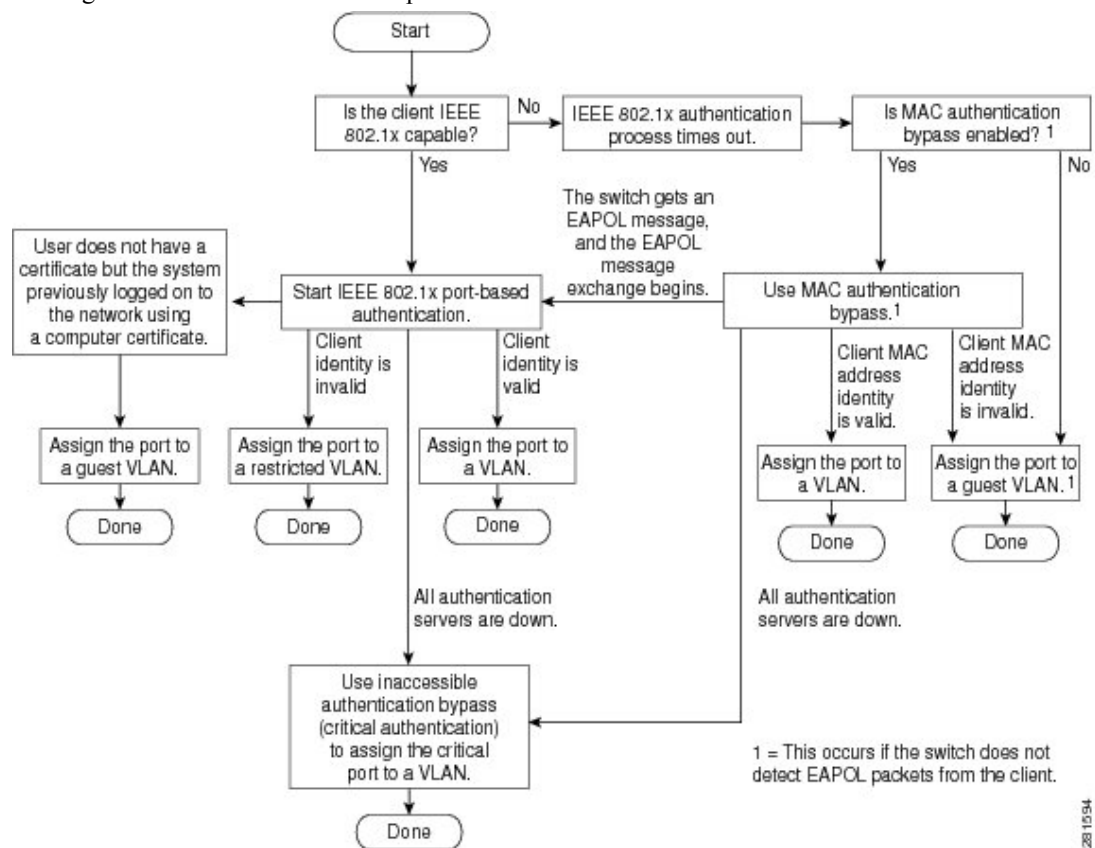 Start
Is the client IEEE
802.1x capable?
No
IEEE 802.1x authentication
process times out.
Is MAC authentication
bypass enabled? 1
Yes
Yes
No
The switch gets an
EAPOL message,
and the EAPOL
message
exchange begins.
User does not have a
certificate but the system
previously logged on to
the network using
a computer certificate.
Start IEEE 802.1x port-based
authentication.
Use MAC authentication
bypass.1
Client
identity is
invalid
Client
identity is
valid
Client MAC
address
identity
is valid.
Client MAC
address
identity
is invalid.
Assign the port to
a guest VLAN.
Assign the port to
a restricted VLAN.
Assign the port to
a VLAN.
Assign the port to
a VLAN.
Assign the port to
a guest VLAN.1
Done
Done
Done
Done
Done
All authentication
servers are down.
All authentication
servers are down.
Use inaccessible
authentication bypass
(critical authentication)
to assign the critical
port to a VLAN.
1 = This occurs if the switch does not
detect EAPOL packets from the client.
Done
281594